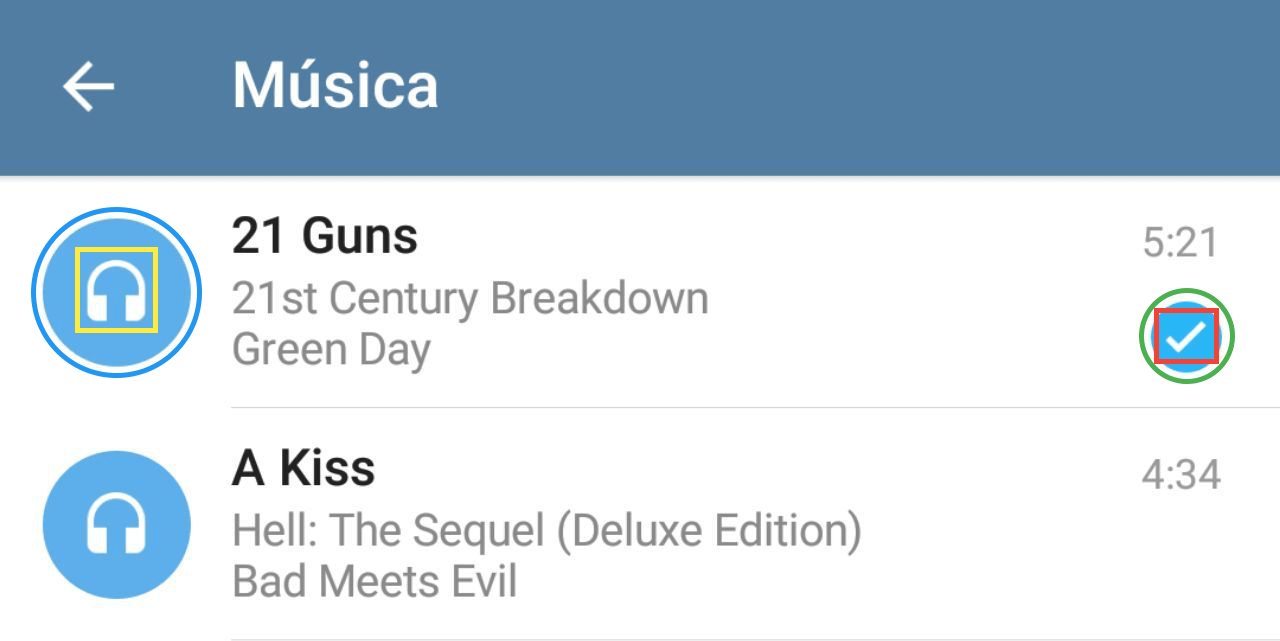 Música
21 Guns
5:21
21st Century Breakdown
Green Day
A Kiss
4:34
Hell: The Sequel (Deluxe Edition)
Bad Meets Evil